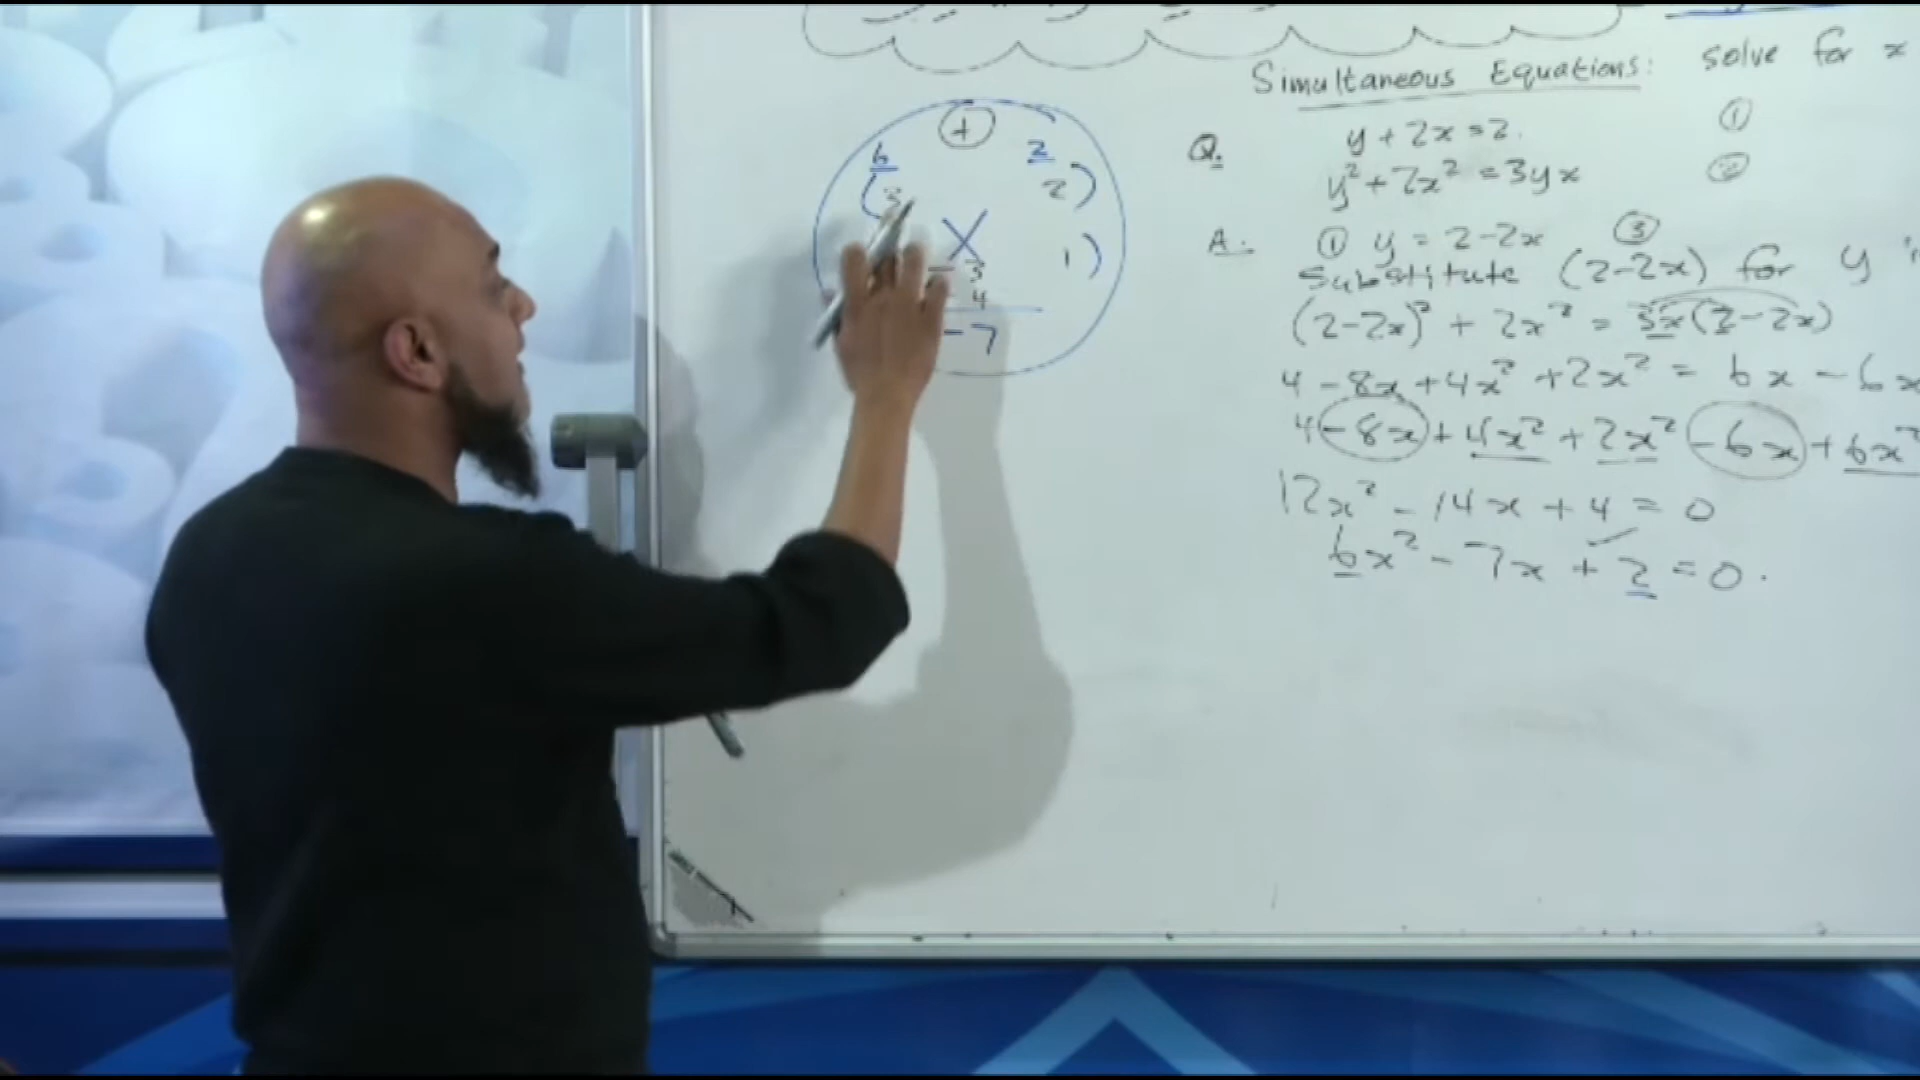 Simultaneous Equations: solve for x
Q. y + 2x = 2. ①
y² + 2x² = 3yx ②
A. ① y = 2 - 2x ③
Substitute (2-2x) for y
(2-2x)² + 2x² = 3x(2-2x)
4 - 8x + 4x² + 2x² = 6x - 6x
4 - 8x + 4x² + 2x² - 6x + 6x²
12x² - 14x + 4 = 0
6x² - 7x + 2 = 0.
+
6 2
(3 2)
1)
- 3
4
-7